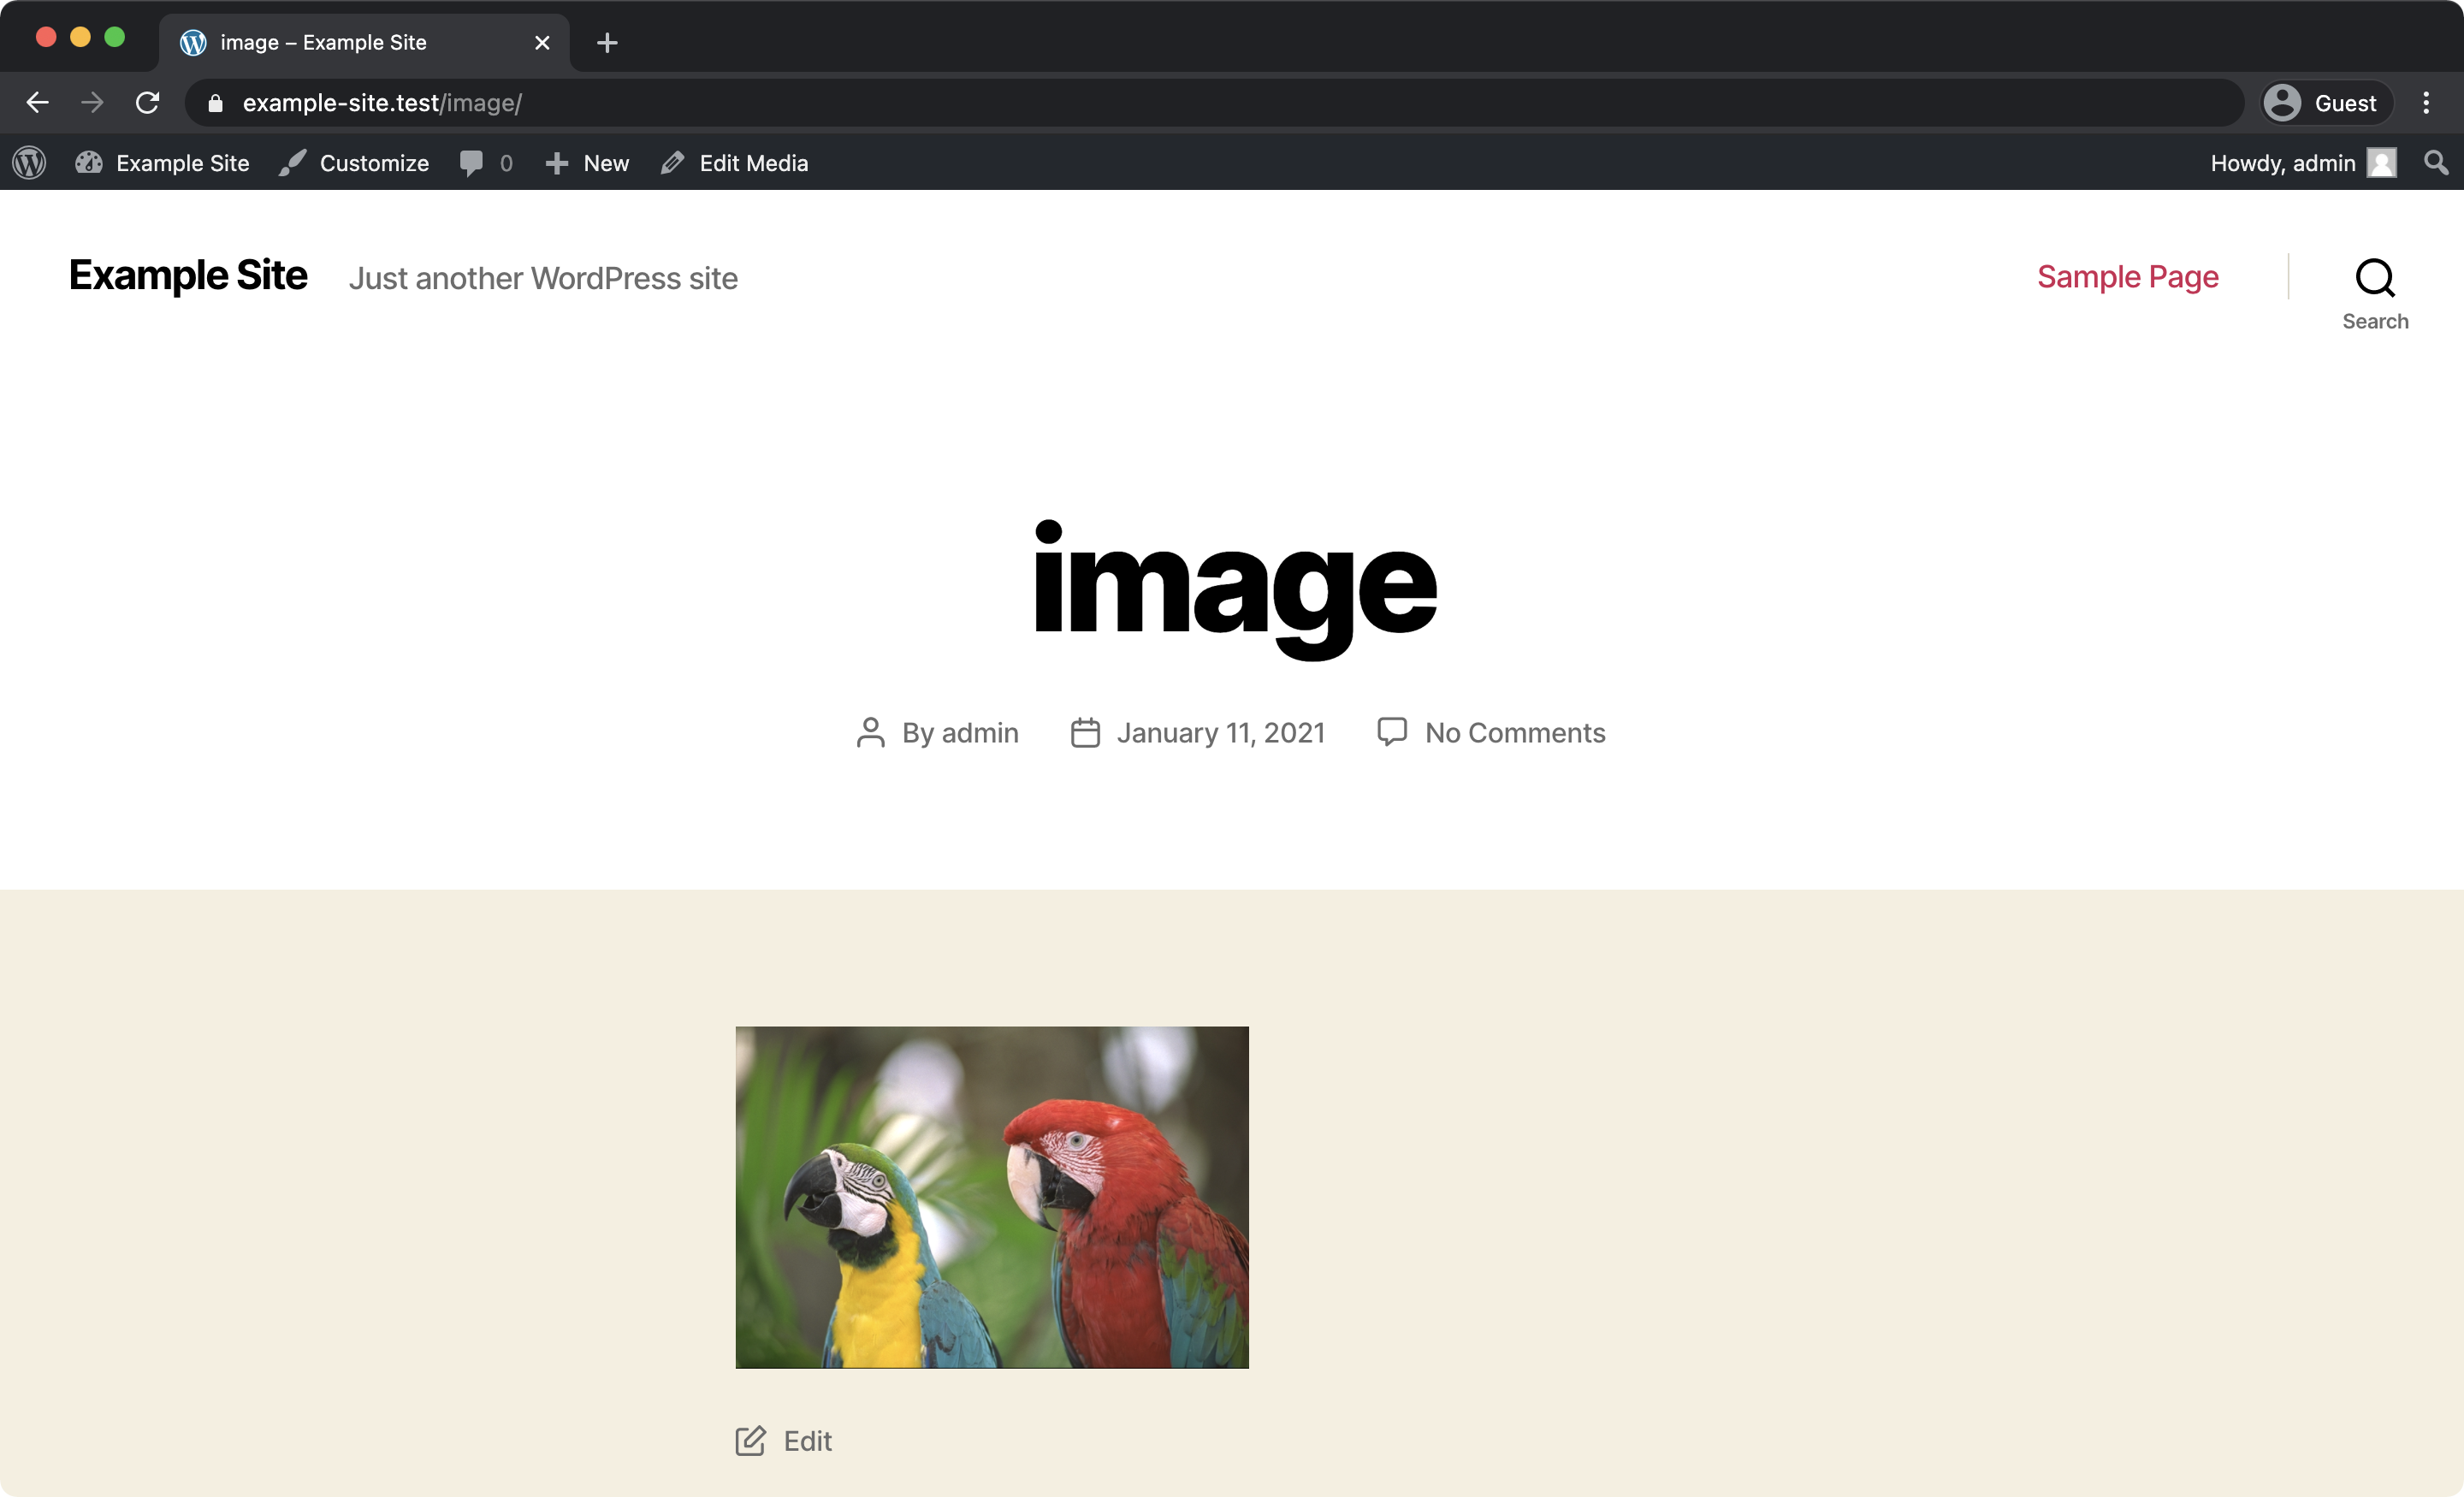 image – Example Site
example-site.test/image/
Guest
Example Site Customize 0 New Edit Media Howdy, admin
Example Site Just another WordPress site Sample Page
Search
image
By admin January 11, 2021 No Comments
Edit